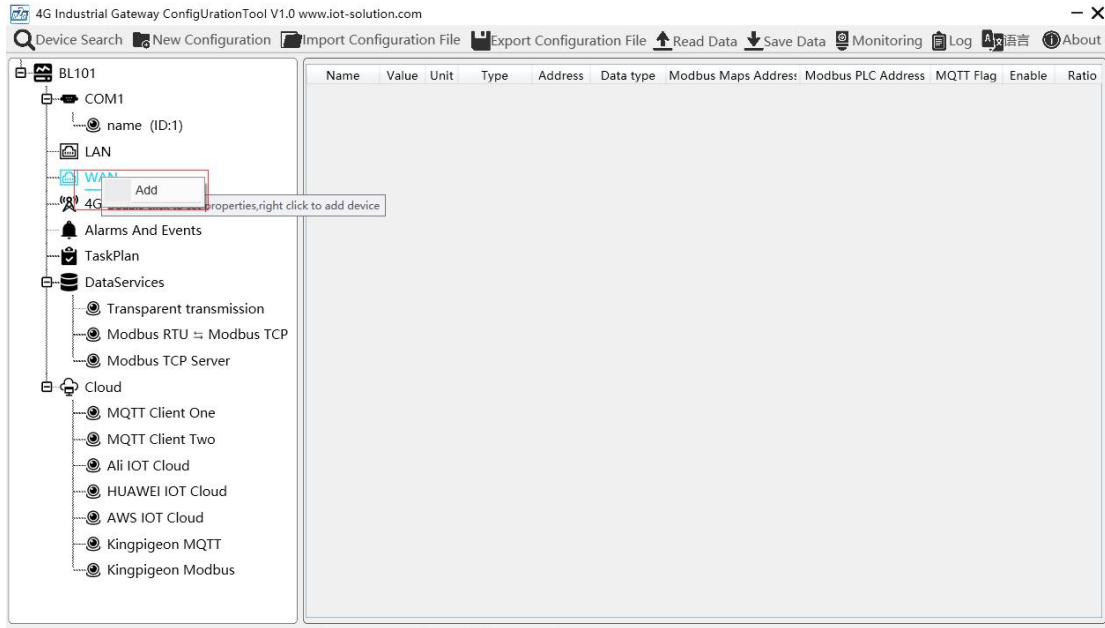 4G Industrial Gateway ConfigUrationTool V1.0 www.iot-solution.com
Device Search New Configuration Import Configuration File Export Configuration File Read Data Save Data Monitoring Log 语言 About
BL101
COM1
name (ID:1)
LAN
WAN
Add
4G
properties,right click to add device
Alarms And Events
TaskPlan
DataServices
Transparent transmission
Modbus RTU ⇆ Modbus TCP
Modbus TCP Server
Cloud
MQTT Client One
MQTT Client Two
Ali IOT Cloud
HUAWEI IOT Cloud
AWS IOT Cloud
Kingpigeon MQTT
Kingpigeon Modbus
Name Value Unit Type Address Data type Modbus Maps Address Modbus PLC Address MQTT Flag Enable Ratio